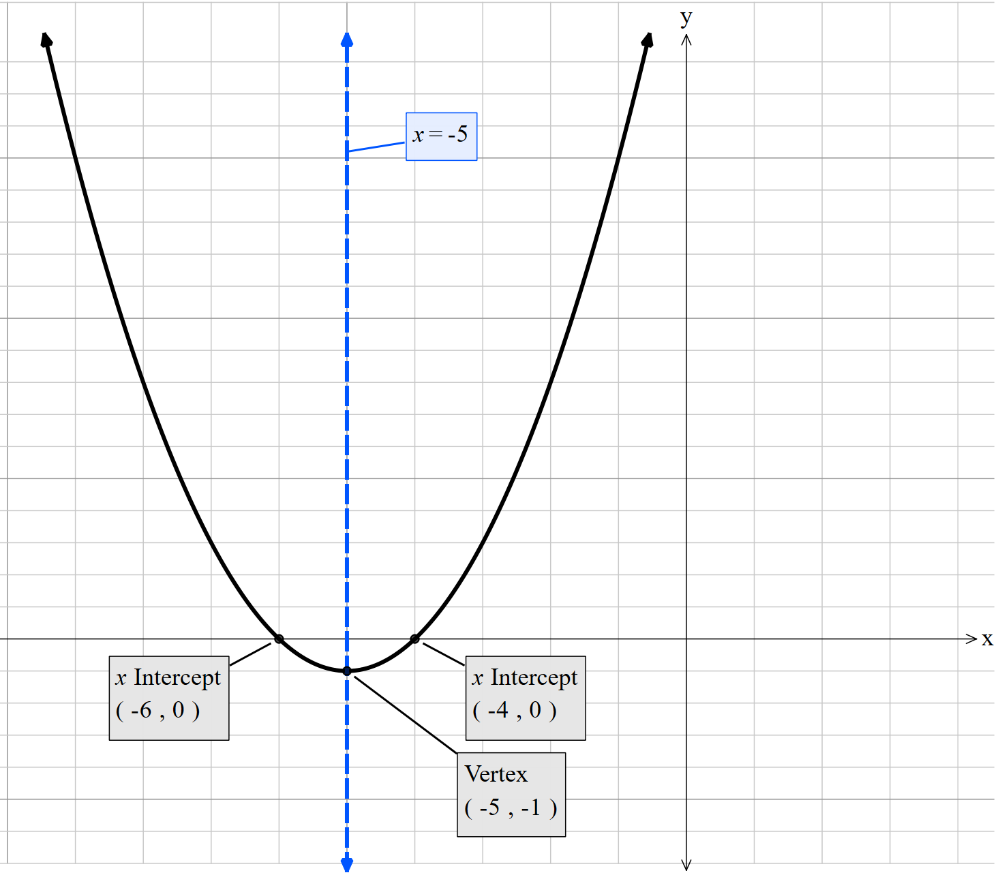 y
x = -5
x
x Intercept
( -6 , 0 )
x Intercept
( -4 , 0 )
Vertex
( -5 , -1 )